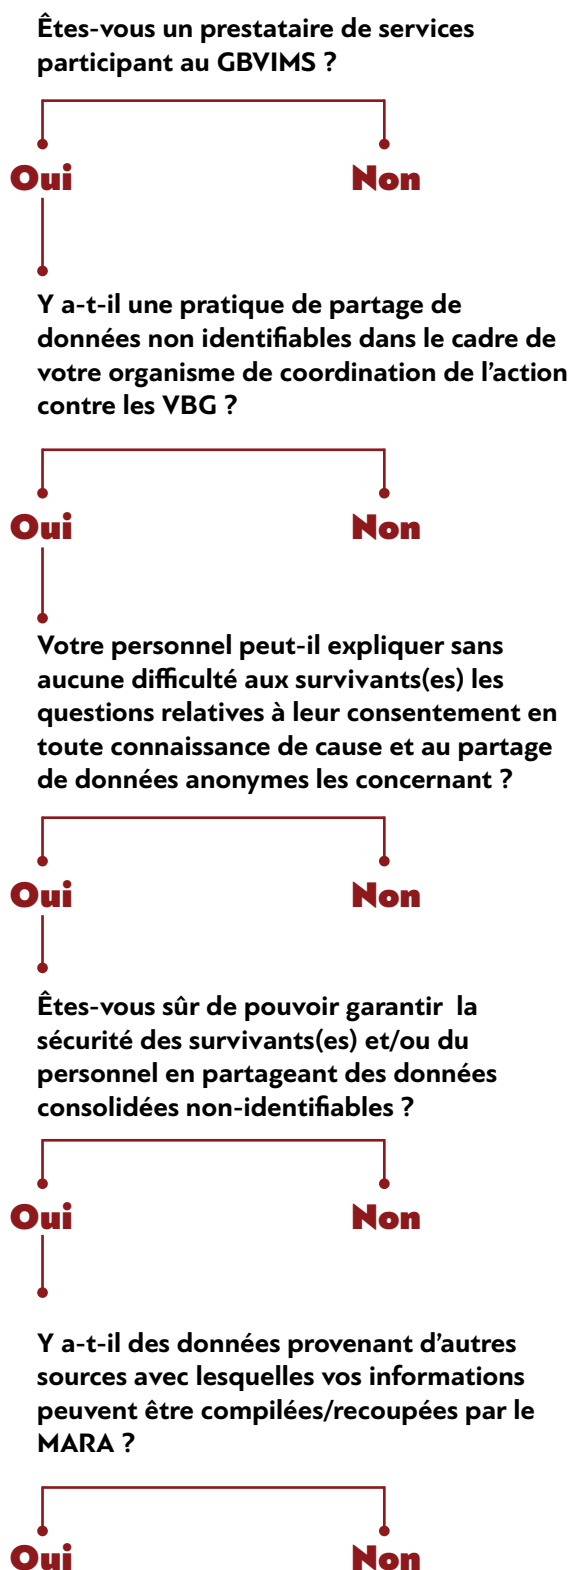 Êtes-vous un prestataire de services
participant au GBVIMS ?
Oui Non
Y a-t-il une pratique de partage de
données non identifiables dans le cadre de
votre organisme de coordination de l’action
contre les VBG ?
Oui Non
Votre personnel peut-il expliquer sans
aucune difficulté aux survivants(es) les
questions relatives à leur consentement en
toute connaissance de cause et au partage
de données anonymes les concernant ?
Oui Non
Êtes-vous sûr de pouvoir garantir la
sécurité des survivants(es) et/ou du
personnel en partageant des données
consolidées non-identifiables ?
Oui Non
Y a-t-il des données provenant d’autres
sources avec lesquelles vos informations
peuvent être compilées/recoupées par le
MARA ?
Oui Non